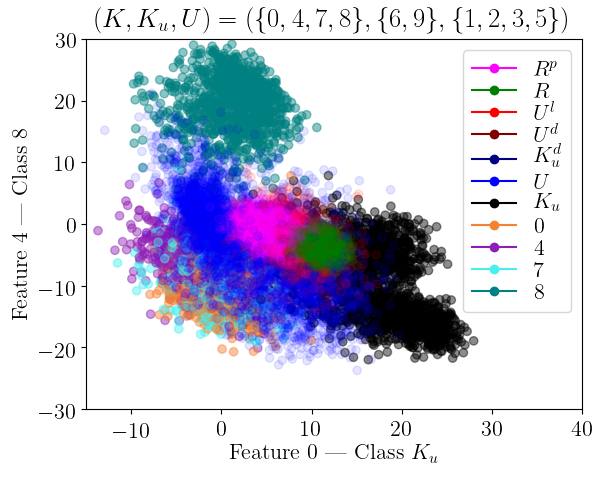 (K, K_u, U) = ({0, 4, 7, 8}, {6, 9}, {1, 2, 3, 5})
30
20
10
0
−10
−20
−30
Feature 4 — Class 8
R^p
R
U^l
U^d
K_u^d
U
K_u
0
4
7
8
−10
0
10
20
30
40
Feature 0 — Class K_u